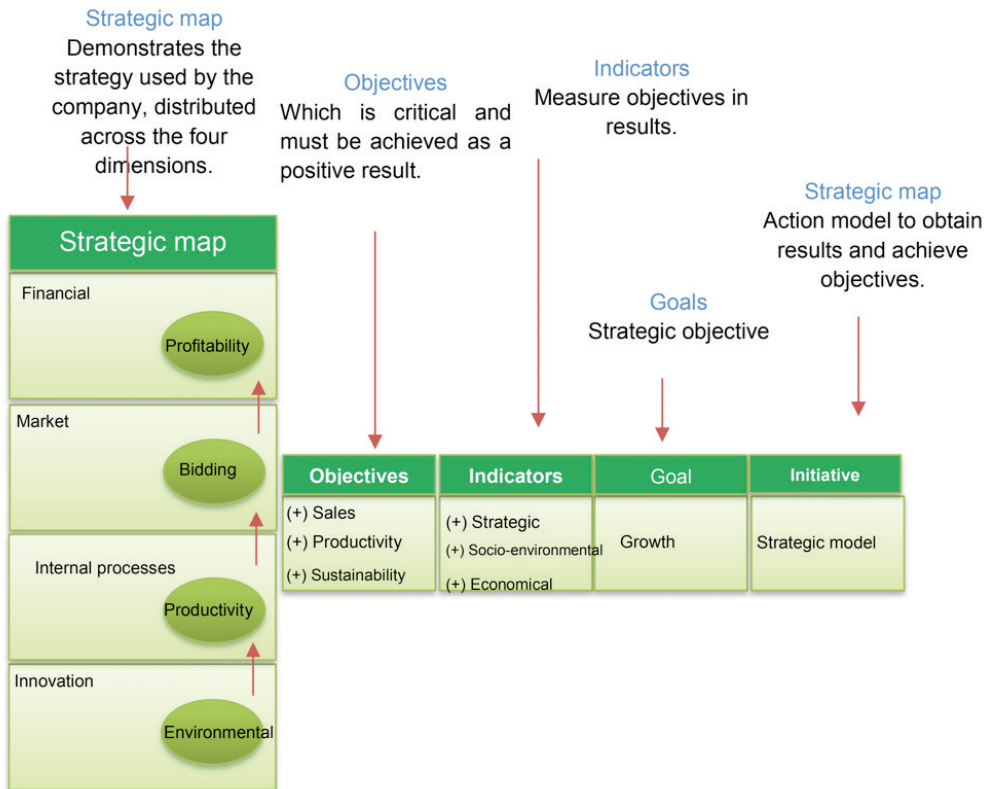 Strategic map
Demonstrates the
strategy used by the
company, distributed
across the four
dimensions.
Objectives
Which is critical and
must be achieved as a
positive result.
Indicators
Measure objectives in
results.
Strategic map
Action model to obtain
results and achieve
objectives.
Goals
Strategic objective
Strategic map
Financial
Profitability
Market
Bidding
Internal processes
Productivity
Innovation
Environmental
Objectives
Indicators
Goal
Initiative
(+) Sales
(+) Productivity
(+) Sustainability
(+) Strategic
(+) Socio-environmental
(+) Economical
Growth
Strategic model